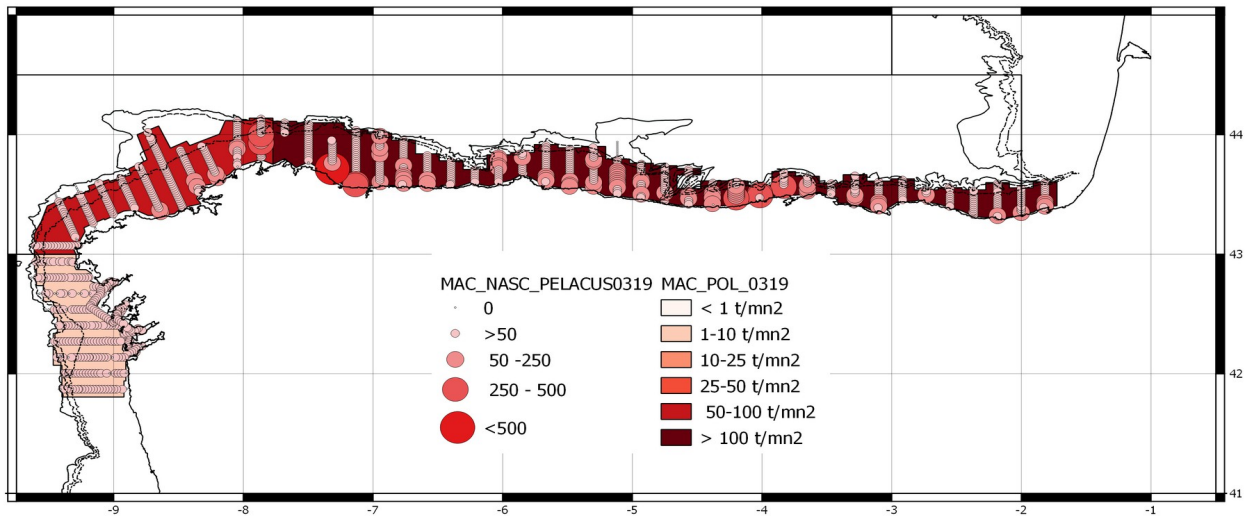 44
43
MAC_NASC_PELACUS0319
0
>50
50 -250
250 - 500
<500
MAC_POL_0319
< 1 t/mn2
1-10 t/mn2
10-25 t/mn2
25-50 t/mn2
50-100 t/mn2
> 100 t/mn2
42
41
-9
-8
-7
-6
-5
-4
-3
-2
-1